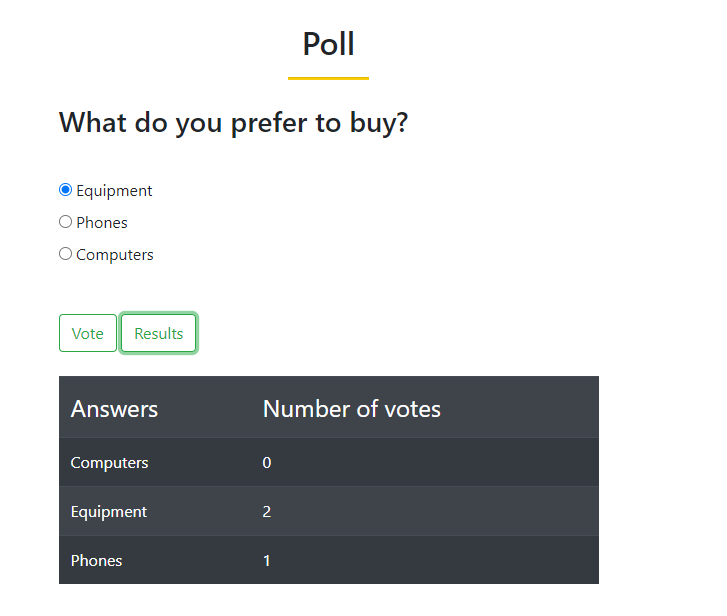 Poll
What do you prefer to buy?
Equipment
Phones
Computers
Vote Results
Answers Number of votes
Computers 0
Equipment 2
Phones 1